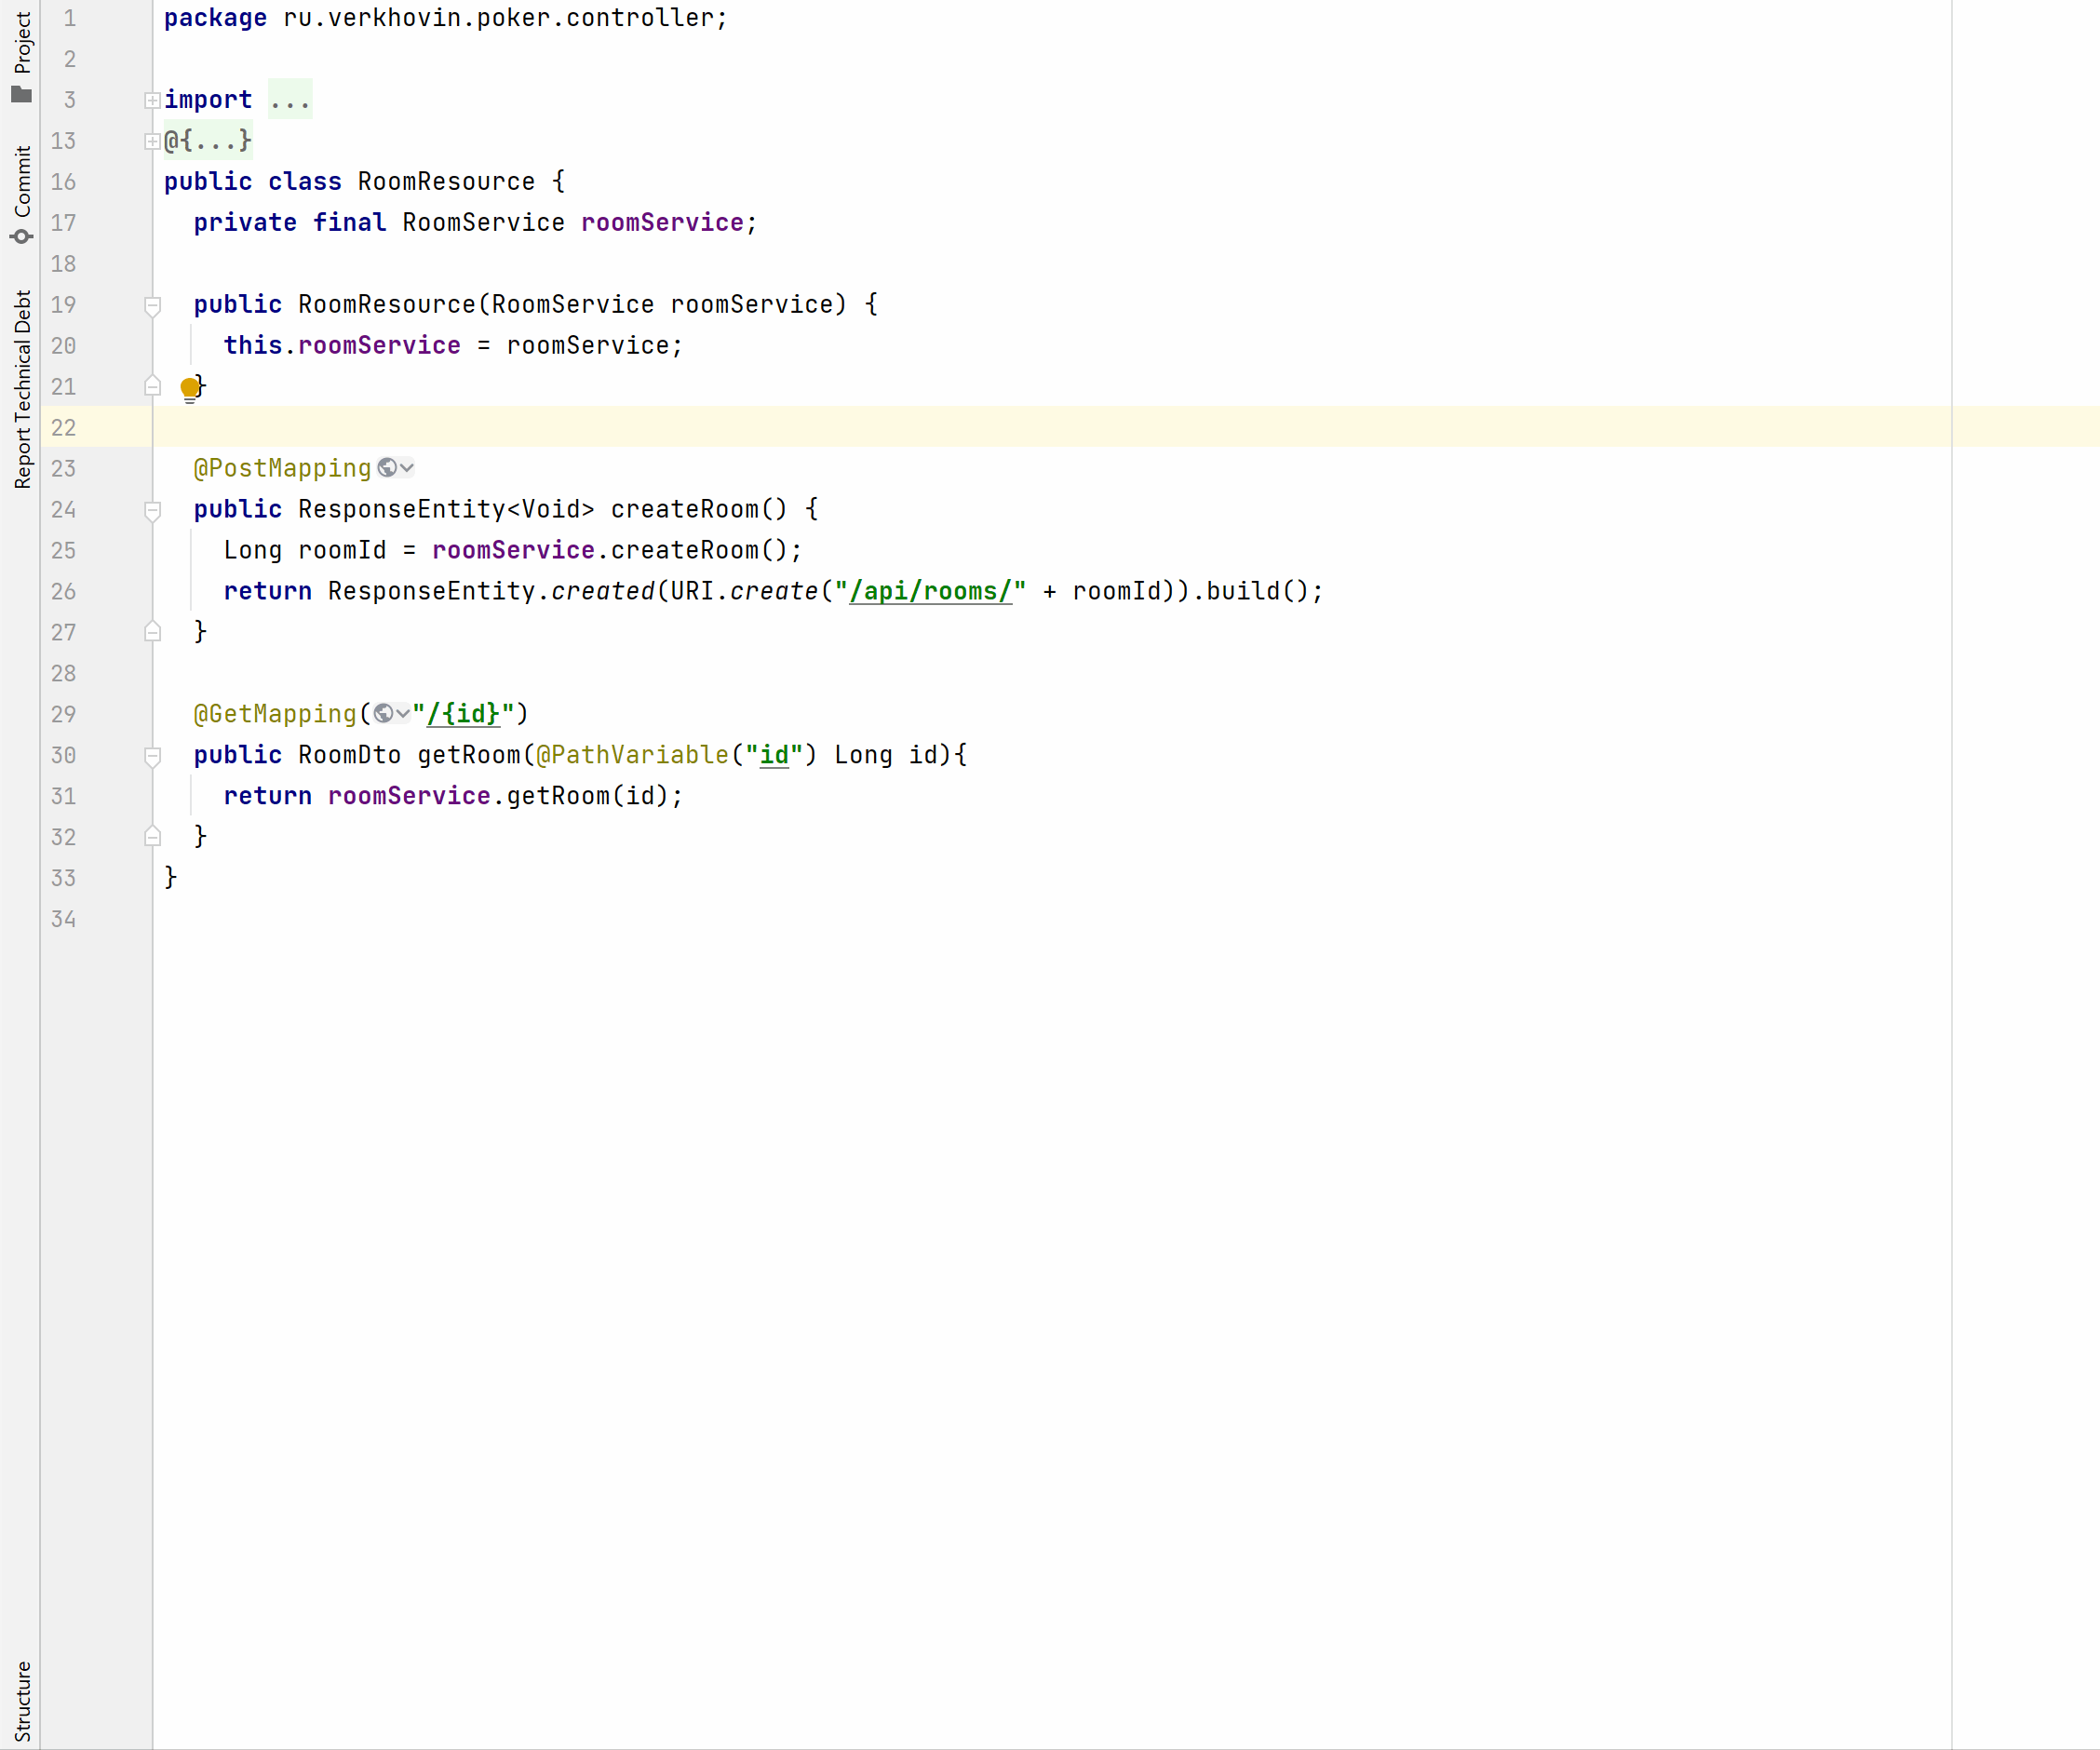 Project
Commit
Report Technical Debt
Structure
1 package ru.verkhovin.poker.controller;
2
3 import ...
13 @{...}
16 public class RoomResource {
17   private final RoomService roomService;
18
19   public RoomResource(RoomService roomService) {
20     this.roomService = roomService;
21   }
22
23   @PostMapping
24   public ResponseEntity<Void> createRoom() {
25     Long roomId = roomService.createRoom();
26     return ResponseEntity.created(URI.create("/api/rooms/" + roomId)).build();
27   }
28
29   @GetMapping("/{id}")
30   public RoomDto getRoom(@PathVariable("id") Long id){
31     return roomService.getRoom(id);
32   }
33 }
34